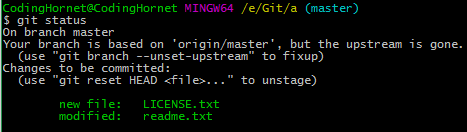 CodingHornet@CodingHornet MINGW64 /e/Git/a (master)
$ git status
On branch master
Your branch is based on 'origin/master', but the upstream is gone.
  (use "git branch --unset-upstream" to fixup)
Changes to be committed:
  (use "git reset HEAD <file>..." to unstage)

        new file:   LICENSE.txt
        modified:   readme.txt